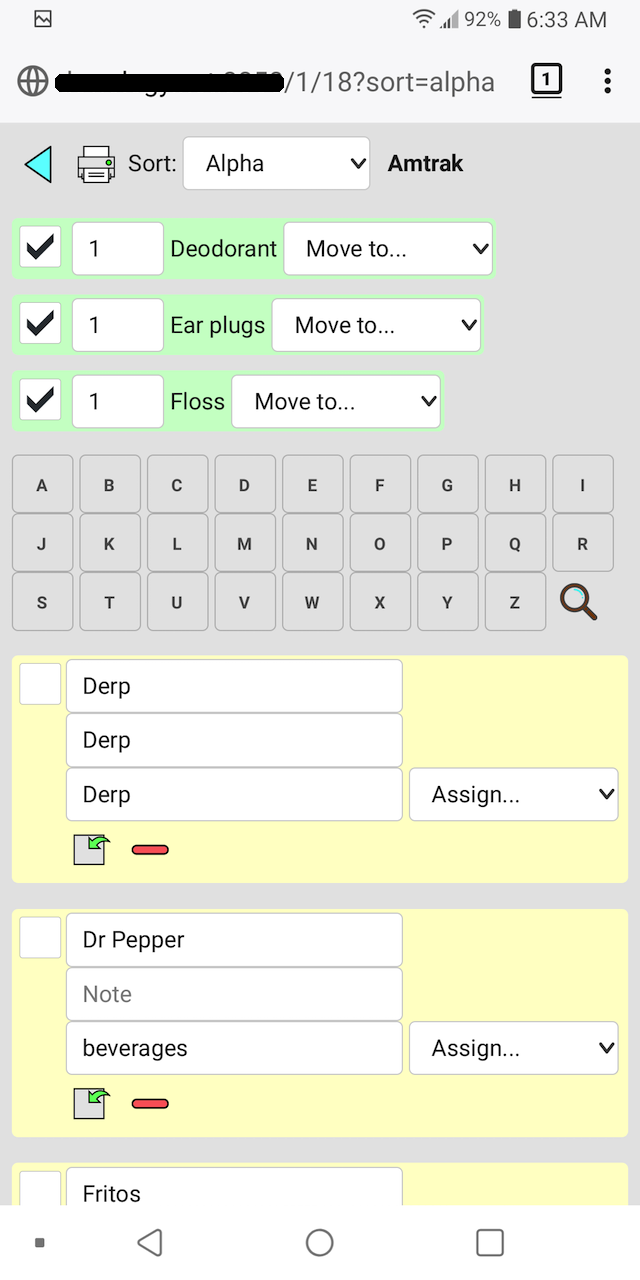 92% 6:33 AM
/1/18?sort=alpha 1
Sort: Alpha Amtrak
1 Deodorant Move to...
1 Ear plugs Move to...
1 Floss Move to...
A B C D E F G H I
J K L M N O P Q R
S T U V W X Y Z
Derp
Derp
Derp Assign...
Dr Pepper
Note
beverages Assign...
Fritos